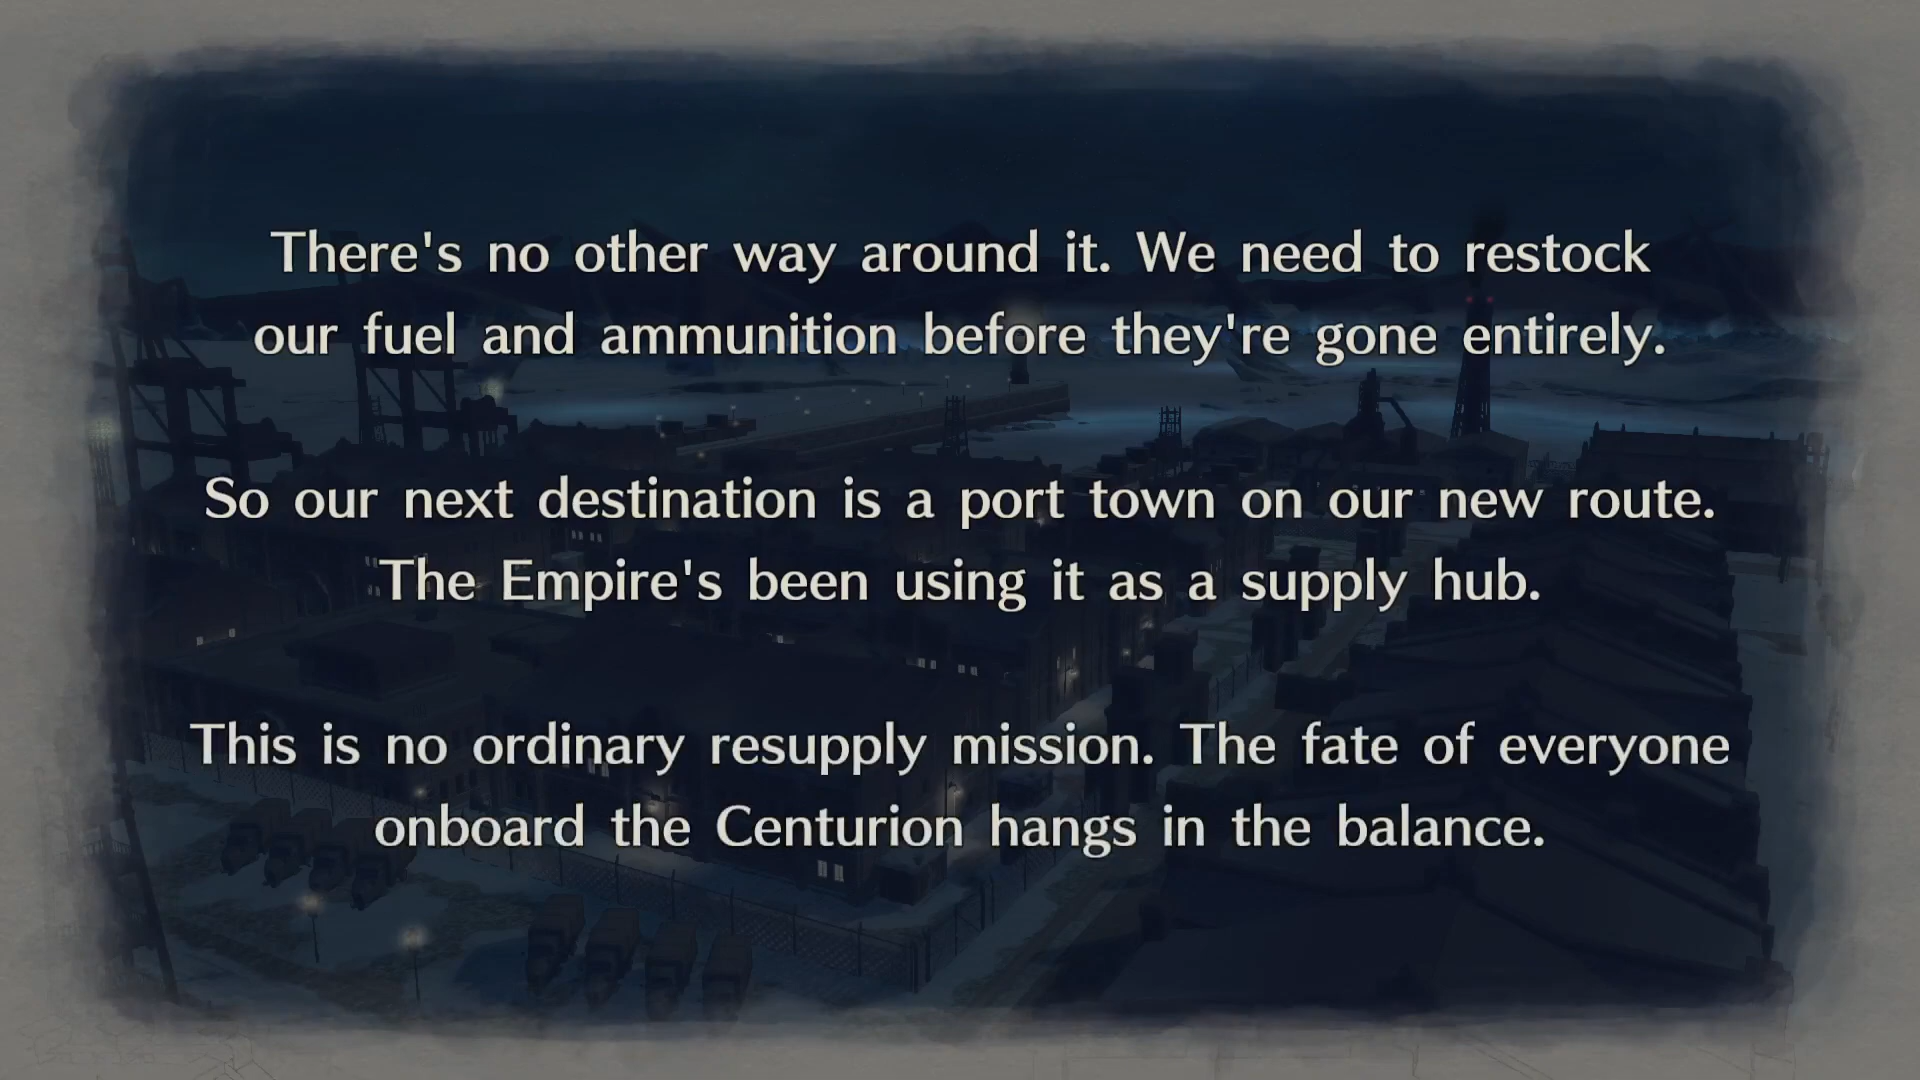 There's no other way around it. We need to restock
our fuel and ammunition before they're gone entirely.
So our next destination is a port town on our new route.
The Empire's been using it as a supply hub.
This is no ordinary resupply mission. The fate of everyone
onboard the Centurion hangs in the balance.